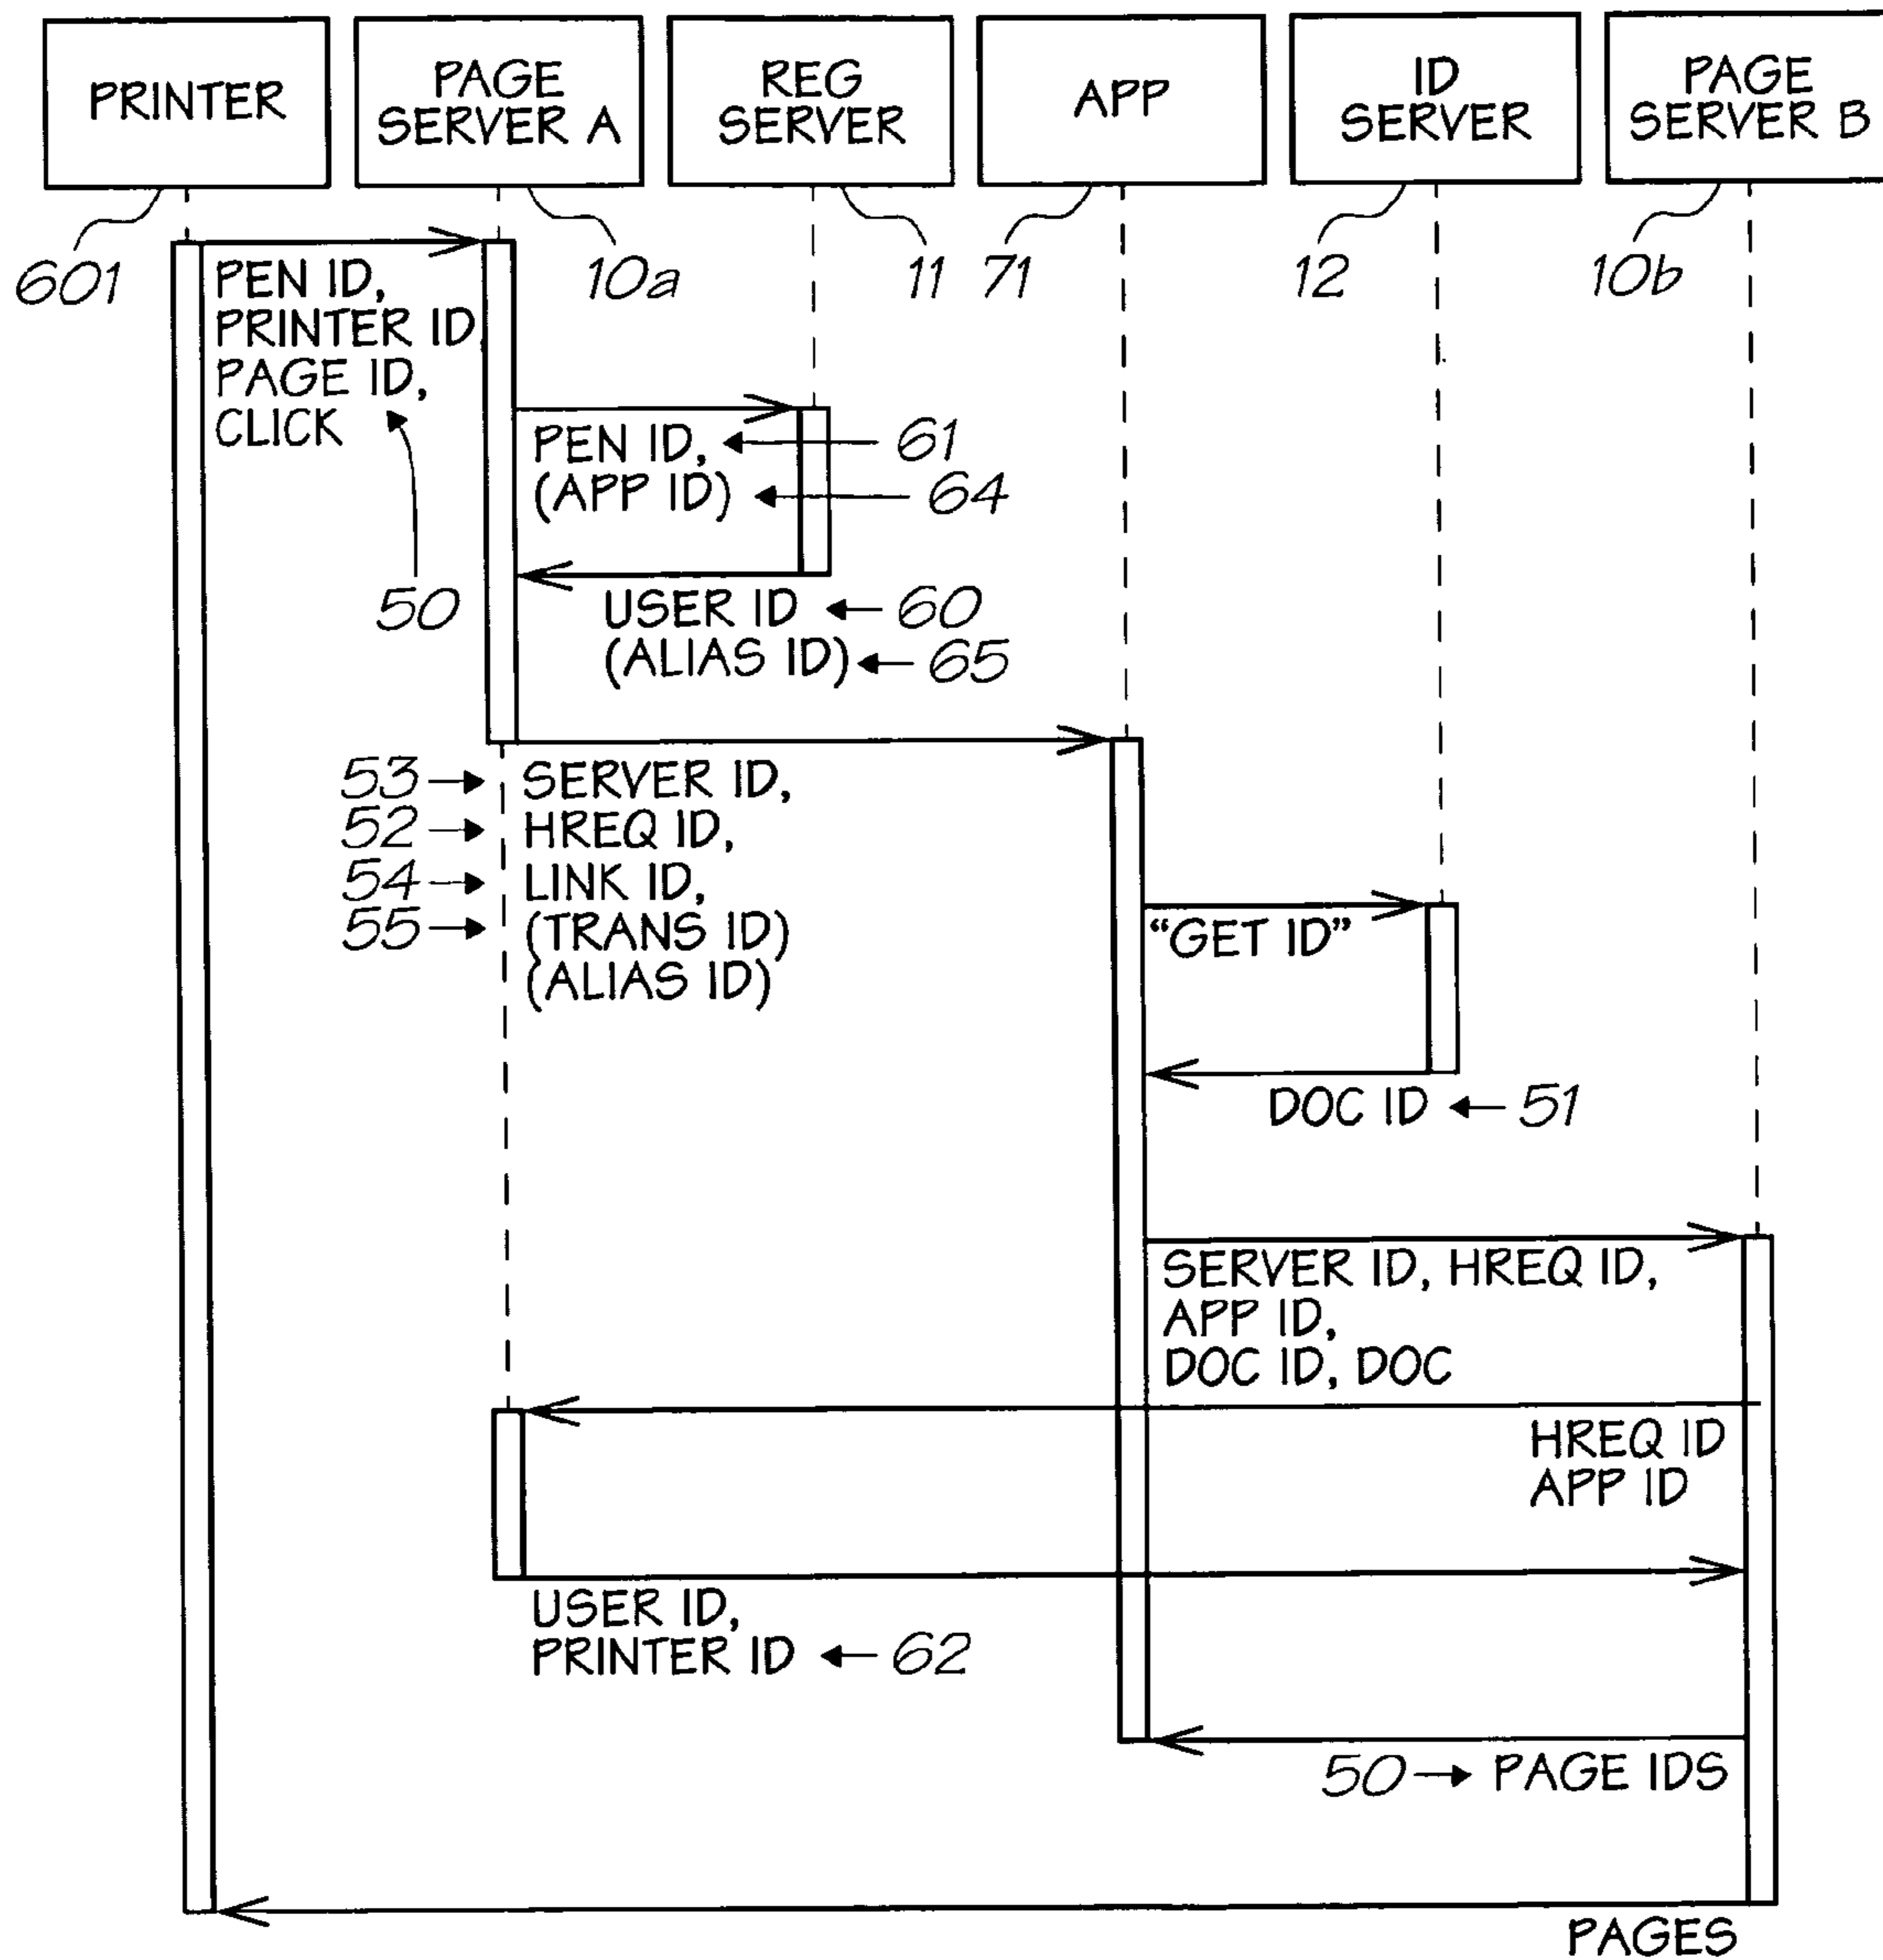 PRINTER
PAGE
SERVER A
REG
SERVER
APP
ID
SERVER
PAGE
SERVER B
601
10a
11
71
12
10b
PEN ID,
PRINTER ID
PAGE ID,
CLICK
50
PEN ID,
61
(APP ID)
64
USER ID
60
(ALIAS ID)
65
53
SERVER ID,
52
HREQ ID,
54
LINK ID,
55
(TRANS ID)
(ALIAS ID)
“GET ID”
DOC ID
51
SERVER ID, HREQ ID,
APP ID,
DOC ID, DOC
HREQ ID
APP ID
USER ID,
PRINTER ID
62
50
PAGE IDS
PAGES